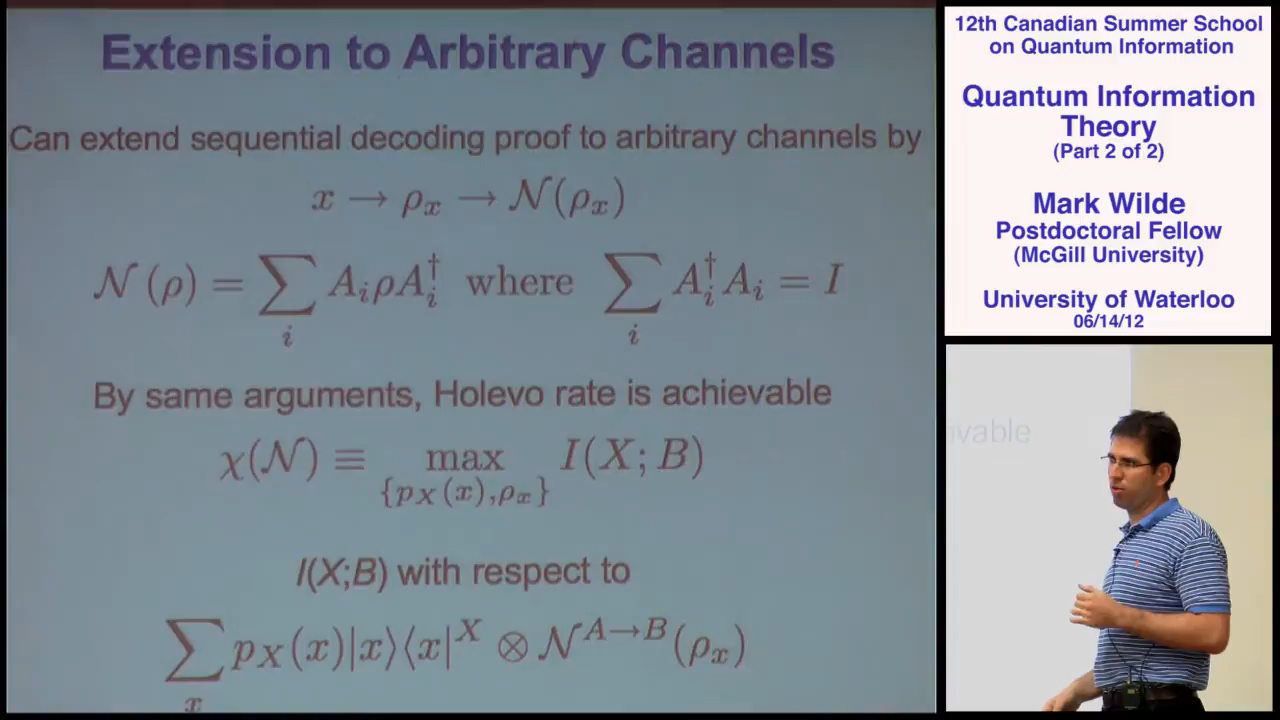 Extension to Arbitrary Channels
Can extend sequential decoding proof to arbitrary channels by
x → ρ_x → 𝒩(ρ_x)
𝒩(ρ) = ∑_i A_i ρ A_i^† where ∑_i A_i^† A_i = I
By same arguments, Holevo rate is achievable
χ(𝒩) ≡ max_{p_X(x),ρ_x} I(X; B)
I(X;B) with respect to
∑_x p_X(x)|x⟩⟨x|^X ⊗ 𝒩^{A→B}(ρ_x)
12th Canadian Summer School
on Quantum Information
Quantum Information
Theory
(Part 2 of 2)
Mark Wilde
Postdoctoral Fellow
(McGill University)
University of Waterloo
06/14/12